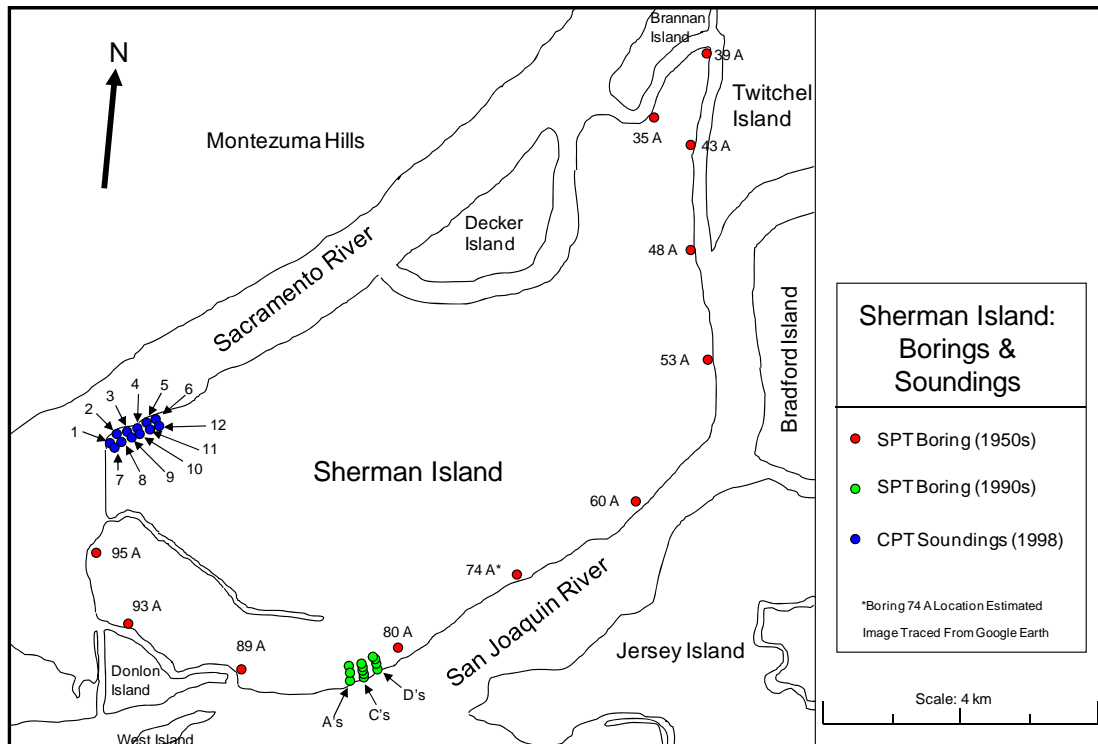 Brannan
Island
N
39 A
Twitchel
Island
35 A
43 A
Montezuma Hills
Decker
Island
48 A
Sacramento River
Bradford Island
53 A
1
2
3
4
5
6
12
11
10
9
8
7
Sherman Island
60 A
95 A
74 A*
San Joaquin River
93 A
80 A
89 A
Jersey Island
Donlon
Island
D's
A's
C's
West Island
Sherman Island:
Borings &
Soundings
SPT Boring (1950s)
SPT Boring (1990s)
CPT Soundings (1998)
*Boring 74 A Location Estimated
Image Traced From Google Earth
Scale: 4 km